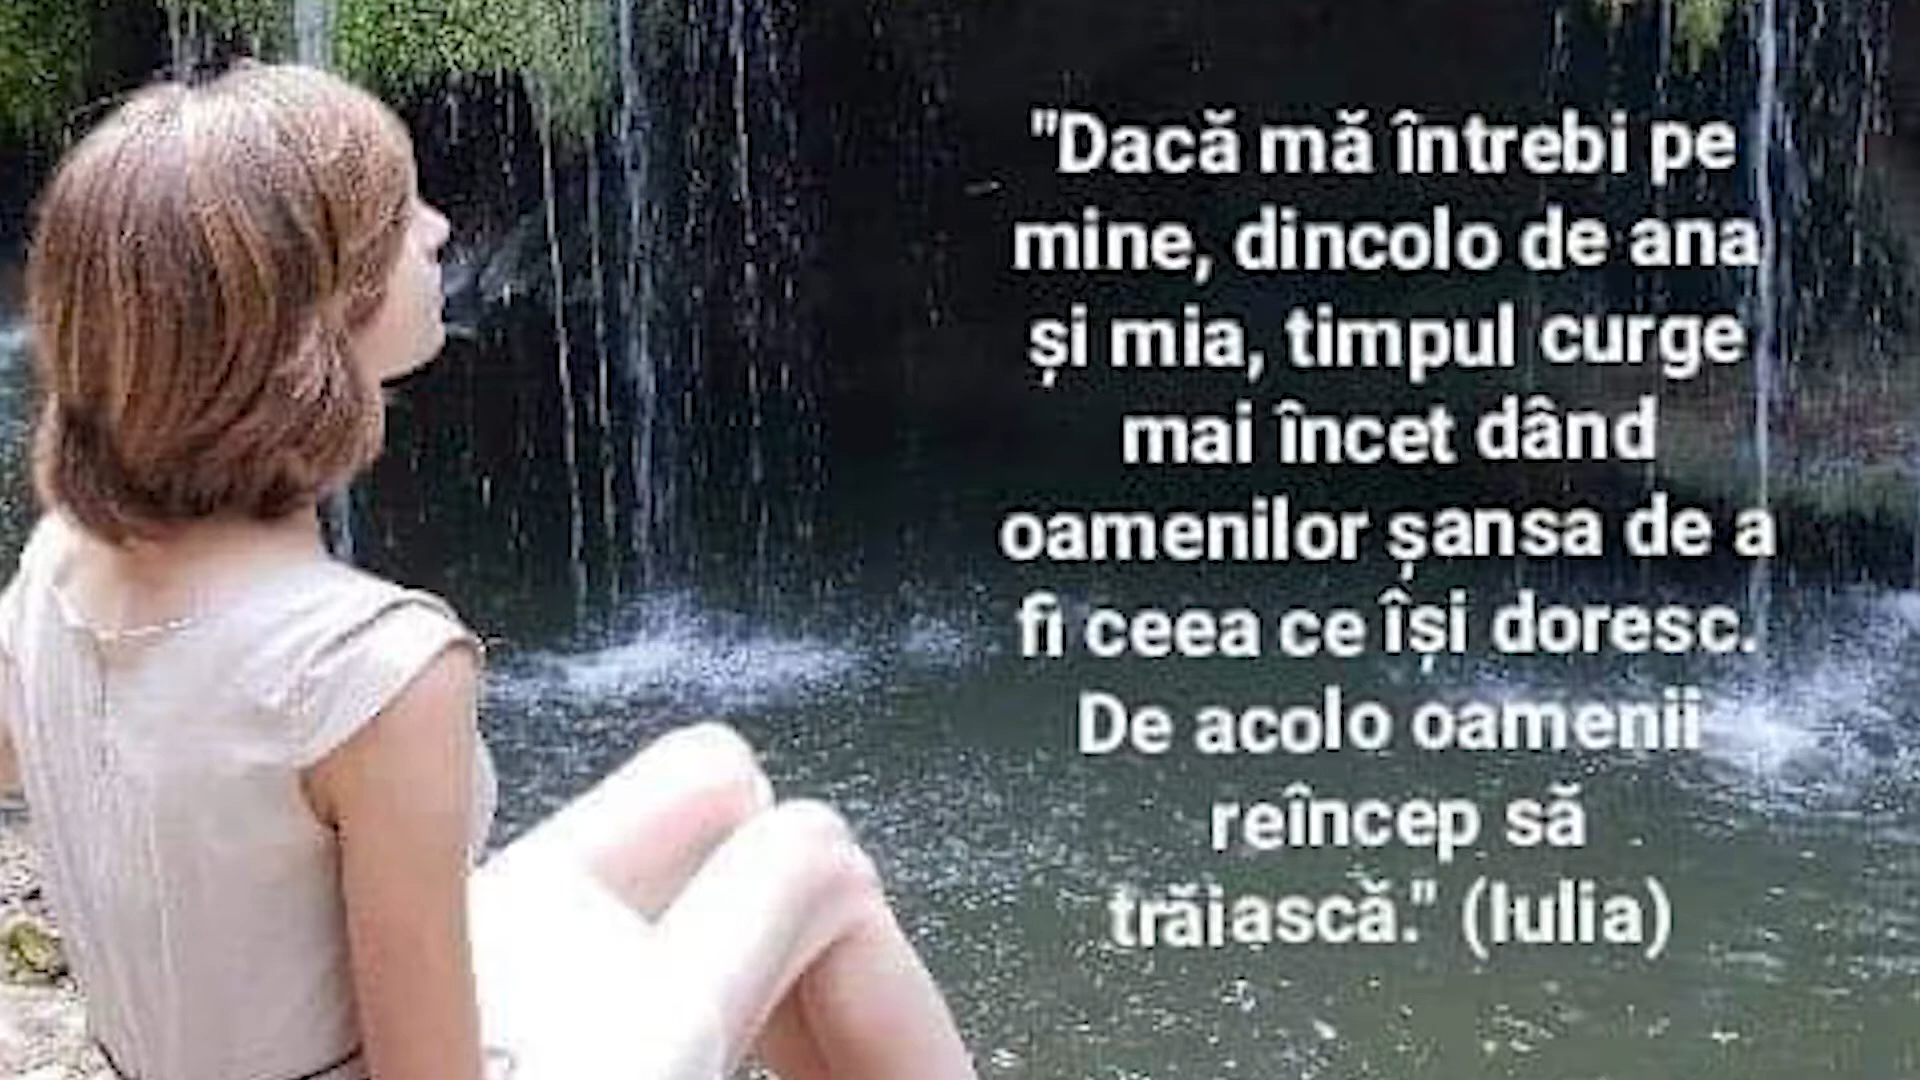 "Dacă mă întrebi pe
mine, dincolo de ana
și mia, timpul curge
mai încet dând
oamenilor șansa de a
fi ceea ce își doresc.
De acolo oamenii
reîncep să
trăiască." (Iulia)